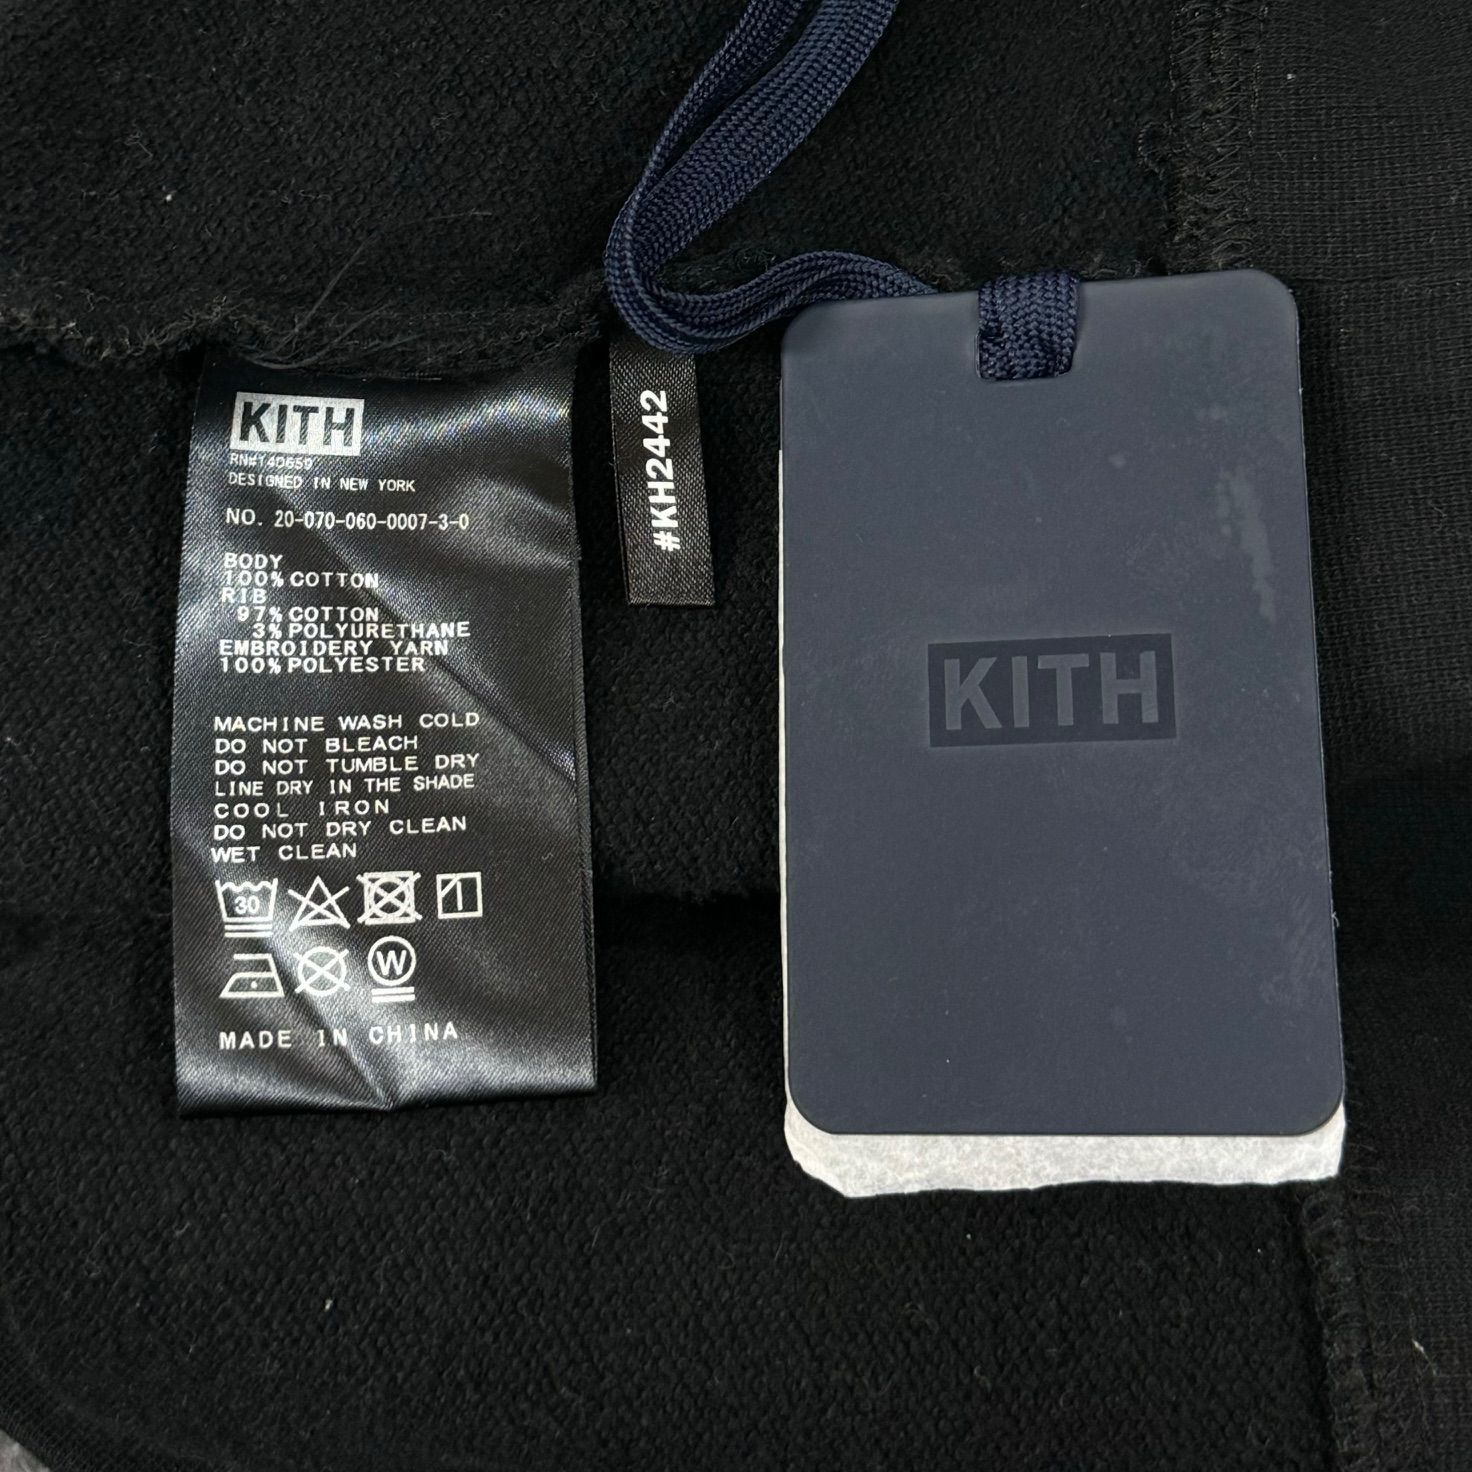 KITH
RN#140659
DESIGNED IN NEW YORK
NO. 20-070-060-0007-3-0
BODY
100%COTTON
RIB
97%COTTON
3%POLYURETHANE
EMBROIDERY YARN
100%POLYESTER
MACHINE WASH COLD
DO NOT BLEACH
DO NOT TUMBLE DRY
LINE DRY IN THE SHADE
COOL IRON
DO NOT DRY CLEAN
WET CLEAN
30
W
MADE IN CHINA
#KH2442
KITH